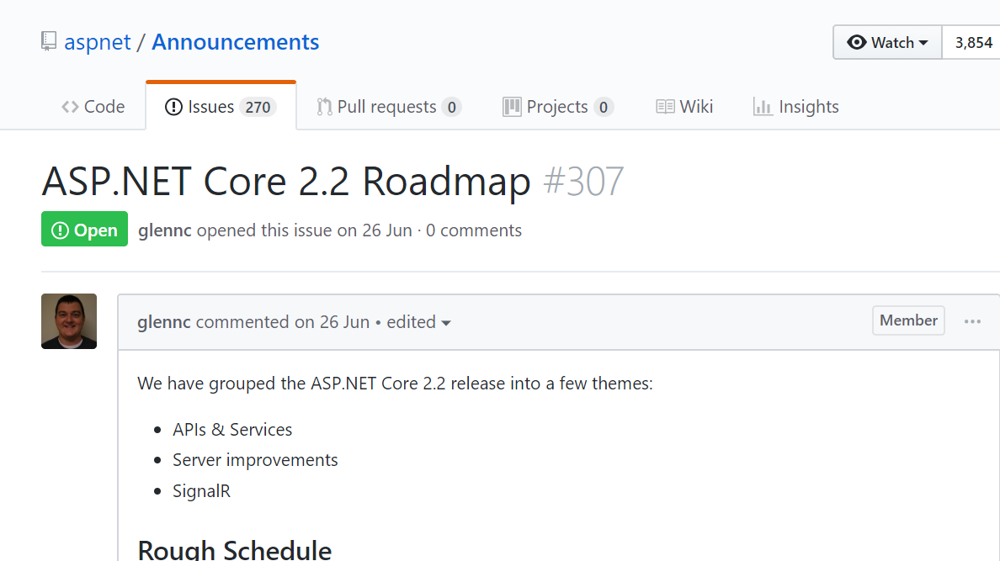 aspnet / Announcements
Watch 3,854
Code Issues 270 Pull requests 0 Projects 0 Wiki Insights
ASP.NET Core 2.2 Roadmap #307
Open glennc opened this issue on 26 Jun · 0 comments
glennc commented on 26 Jun • edited Member
We have grouped the ASP.NET Core 2.2 release into a few themes:
• APIs & Services
• Server improvements
• SignalR
Rough Schedule